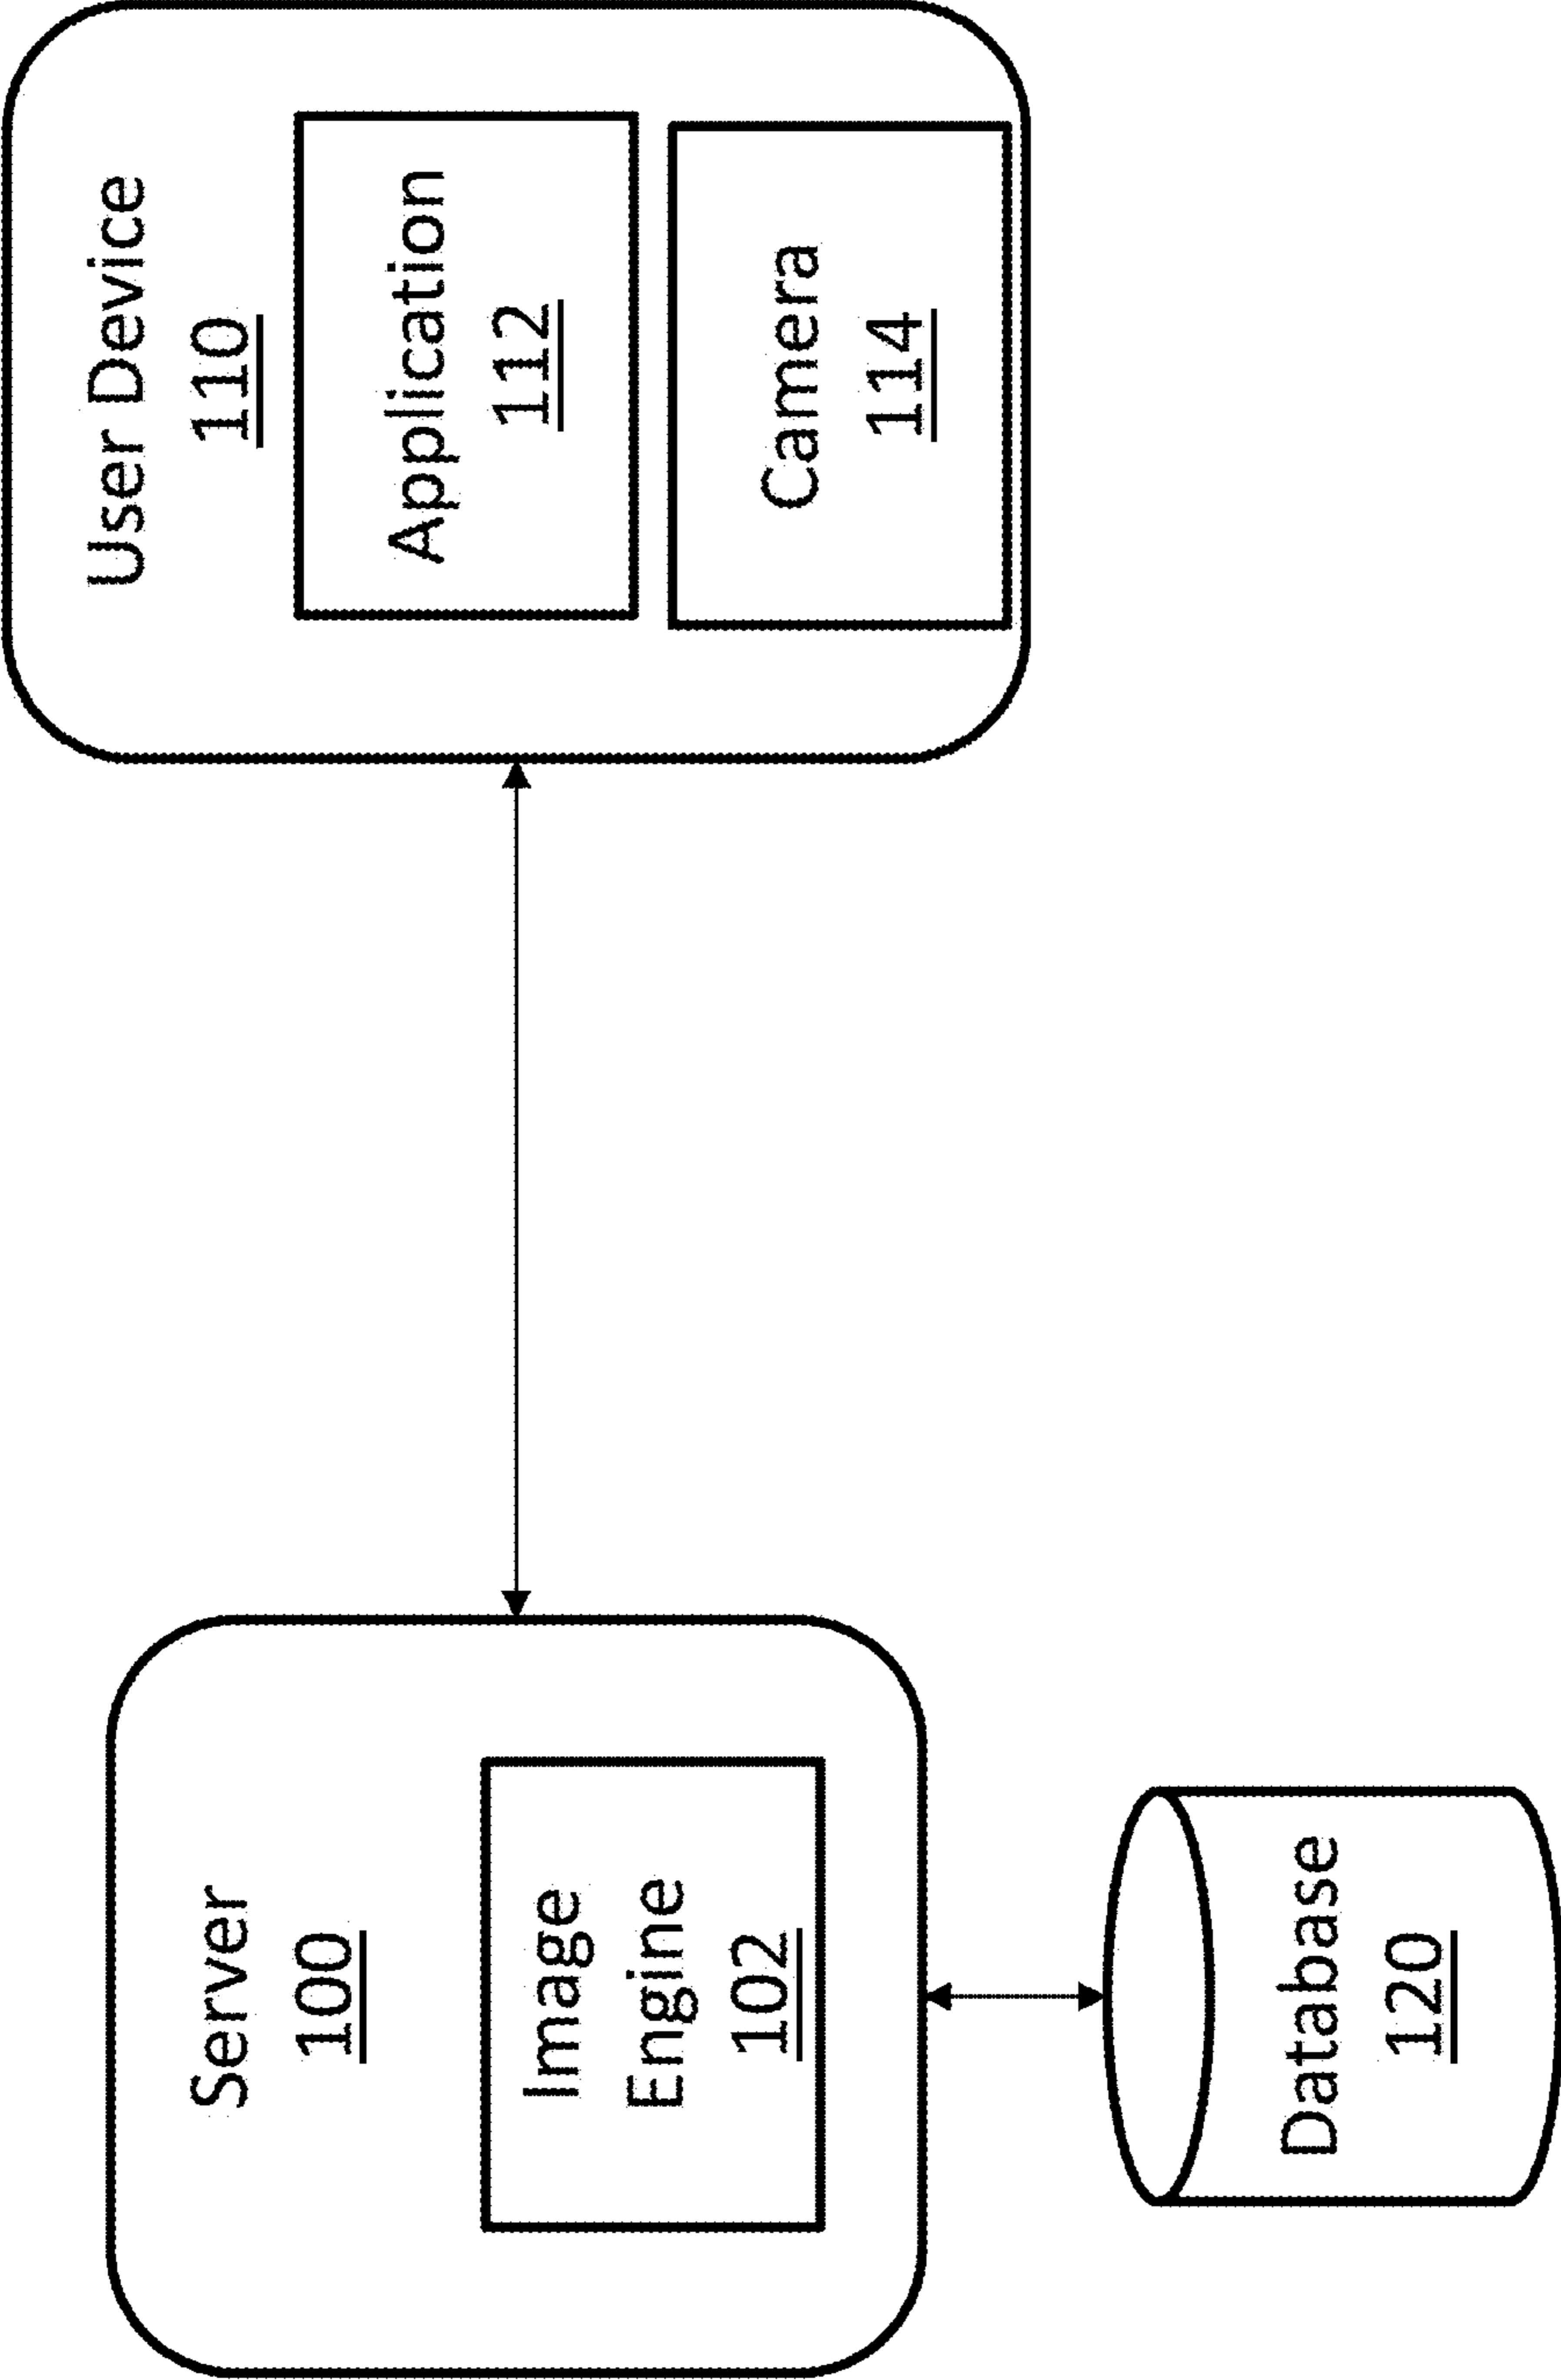 Server
100
Image
Engine
102
Database
120
User Device
110
Application
112
Camera
114